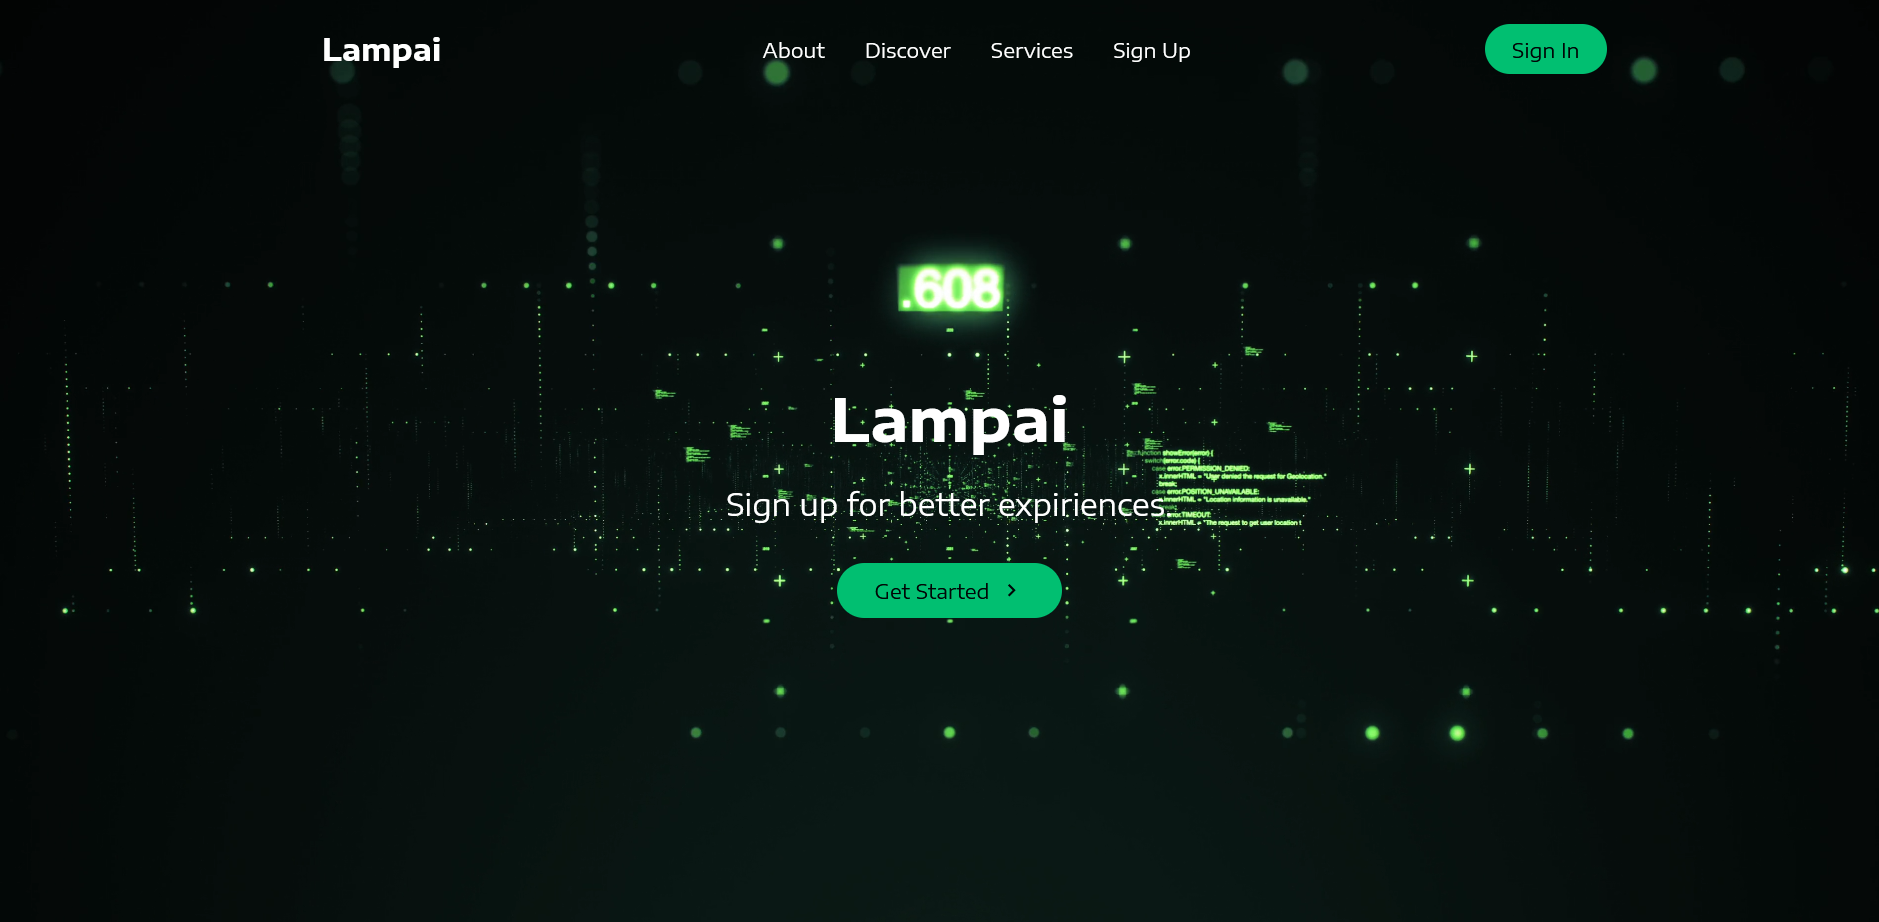 Lampai
About Discover Services Sign Up
Sign In
.608
Lampai
function showError(error) {
switch(error.code) {
case error.PERMISSION_DENIED:
x.innerHTML = "User denied the request for Geolocation."
break;
case error.POSITION_UNAVAILABLE:
x.innerHTML = "Location information is unavailable."
break;
case error.TIMEOUT:
x.innerHTML = "The request to get user location t
Sign up for better expiriences.
Get Started